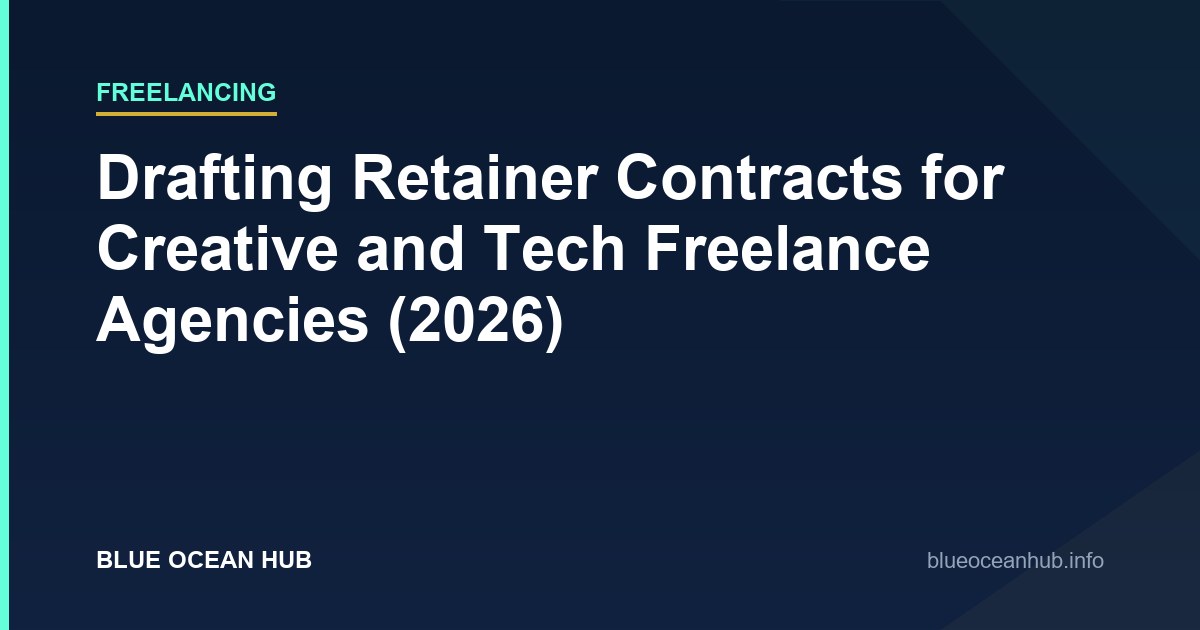 FREELANCING
Drafting Retainer Contracts for
Creative and Tech Freelance
Agencies (2026)
BLUE OCEAN HUB
blueoceanhub.info